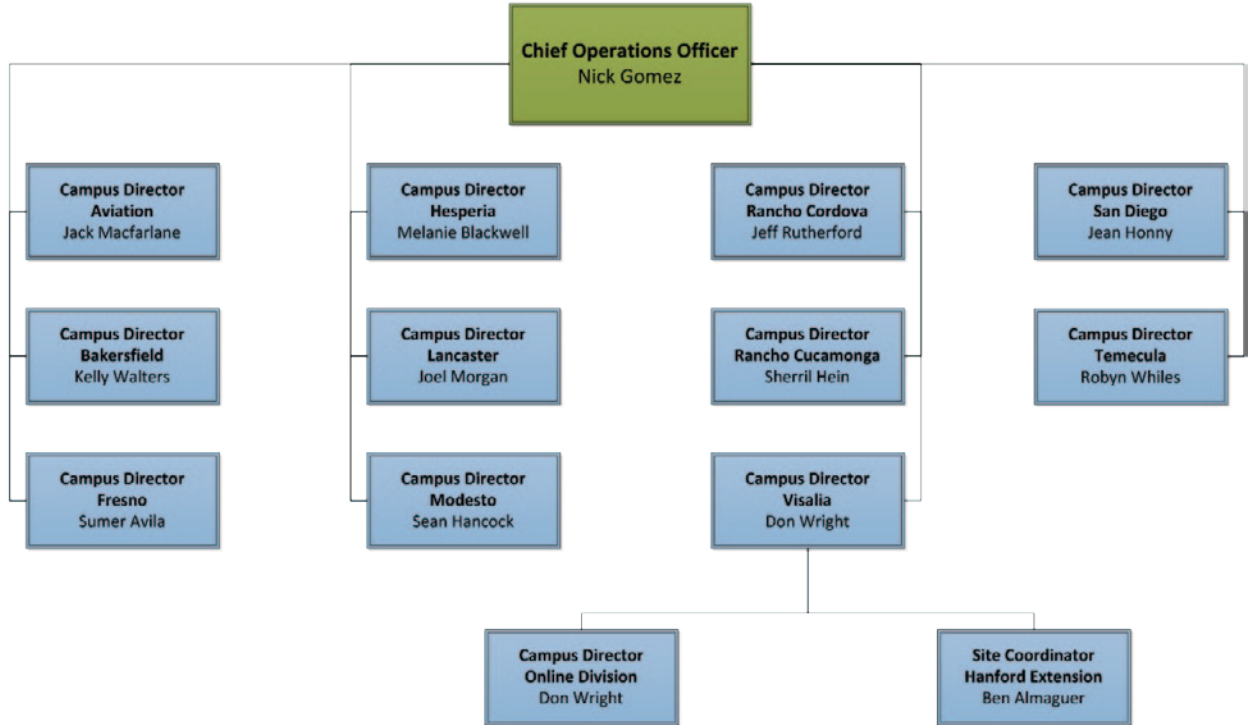 Chief Operations Officer
Nick Gomez
Campus Director
Aviation
Jack Macfarlane
Campus Director
Hesperia
Melanie Blackwell
Campus Director
Rancho Cordova
Jeff Rutherford
Campus Director
San Diego
Jean Honny
Campus Director
Bakersfield
Kelly Walters
Campus Director
Lancaster
Joel Morgan
Campus Director
Rancho Cucamonga
Sherril Hein
Campus Director
Temecula
Robyn Whiles
Campus Director
Fresno
Sumer Avila
Campus Director
Modesto
Sean Hancock
Campus Director
Visalia
Don Wright
Campus Director
Online Division
Don Wright
Site Coordinator
Hanford Extension
Ben Almaguer